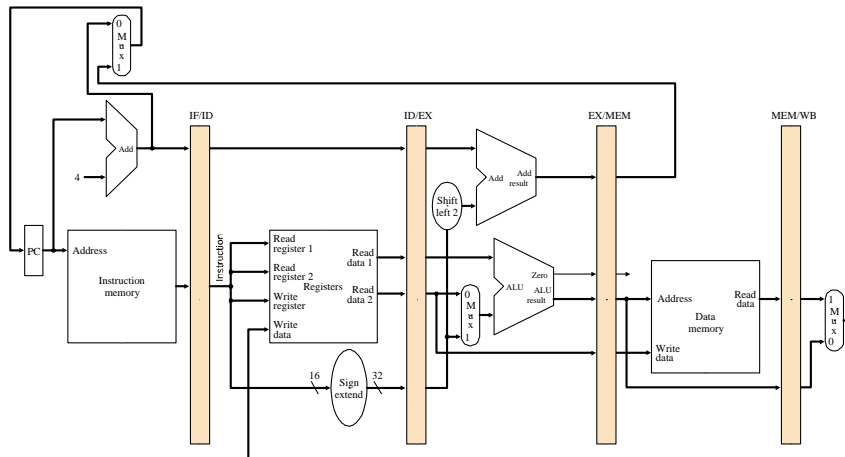 0
M
u
x
1
IF/ID
ID/EX
EX/MEM
MEM/WB
Add
4
Add
Add
result
Shift
left 2
PC
Address
Instruction
memory
Instruction
Read
register 1
Read
register 2
Write
register
Write
data
Registers
Read
data 1
Read
data 2
0
M
u
x
1
ALU
Zero
ALU
result
Address
Write
data
Read
data
Data
memory
1
M
u
x
0
16
Sign
extend
32